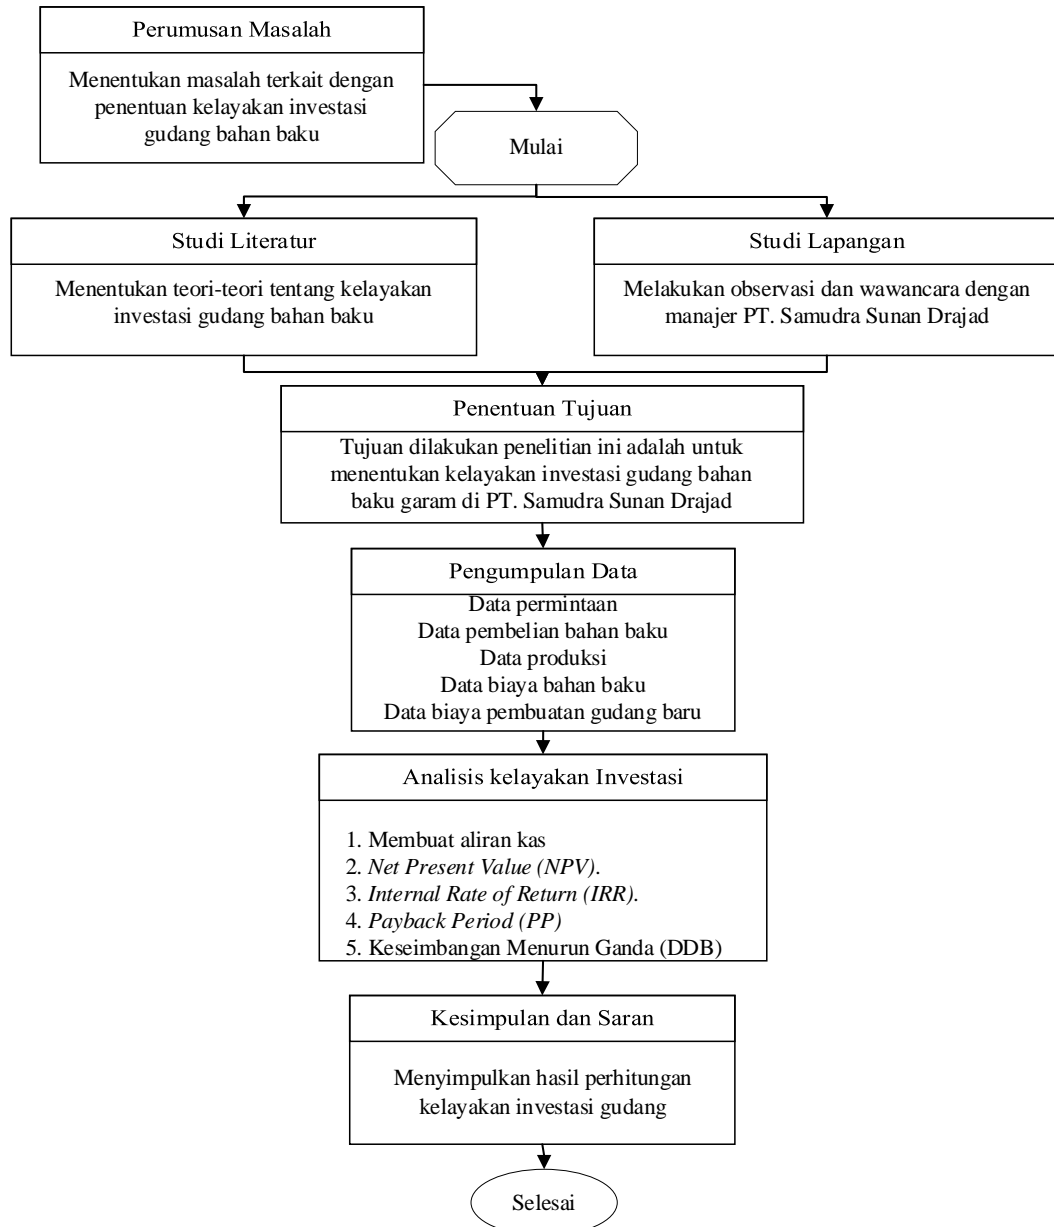 Perumusan Masalah
Menentukan masalah terkait dengan
penentuan kelayakan investasi
gudang bahan baku
Mulai
Studi Literatur
Menentukan teori-teori tentang kelayakan
investasi gudang bahan baku
Studi Lapangan
Melakukan observasi dan wawancara dengan
manajer PT. Samudra Sunan Drajad
Penentuan Tujuan
Tujuan dilakukan penelitian ini adalah untuk
menentukan kelayakan investasi gudang bahan
baku garam di PT. Samudra Sunan Drajad
Pengumpulan Data
Data permintaan
Data pembelian bahan baku
Data produksi
Data biaya bahan baku
Data biaya pembuatan gudang baru
Analisis kelayakan Investasi
1. Membuat aliran kas
2. Net Present Value (NPV).
3. Internal Rate of Return (IRR).
4. Payback Period (PP)
5. Keseimbangan Menurun Ganda (DDB)
Kesimpulan dan Saran
Menyimpulkan hasil perhitungan
kelayakan investasi gudang
Selesai